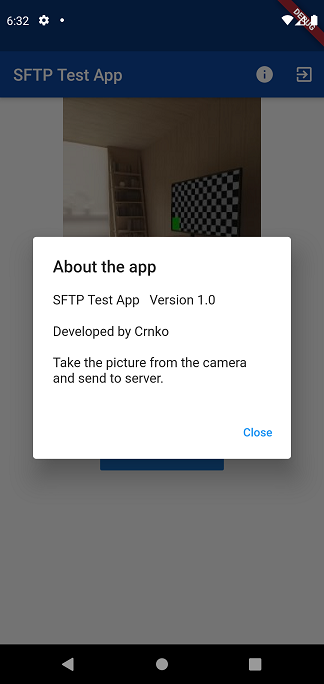 6:32
DEBUG
SFTP Test App
About the app
SFTP Test App Version 1.0
Developed by Crnko
Take the picture from the camera
and send to server.
Close